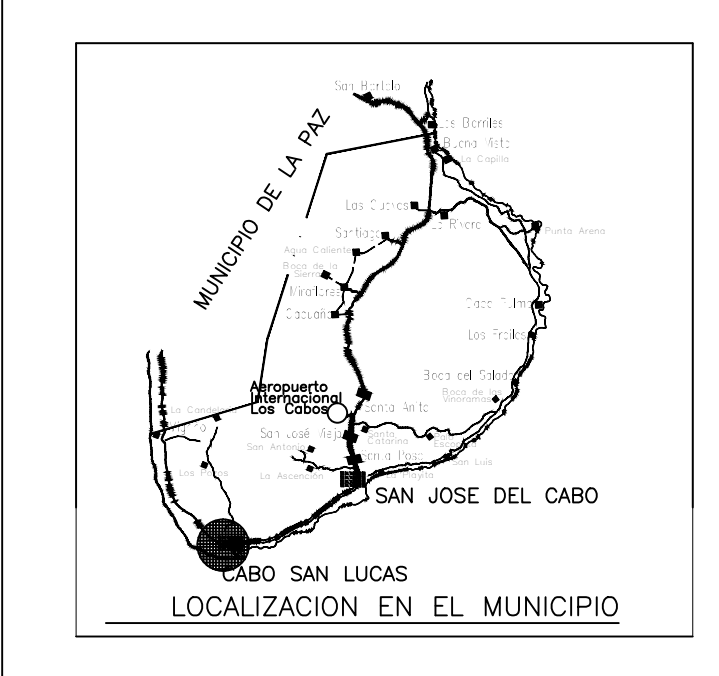 San Bartolo
Los Barriles
Buena Vista
La Capilla
MUNICIPIO DE LA PAZ
Las Cuevas
La Rivera
Punta Arena
Santiago
Agua Caliente
Boca de la
Sierra
Miraflores
Caduaño
Cabo Pulmo
Los Frailes
Boca del Salado
Boca de las
Vinoramas
Aeropuerto
Internacional
Los Cabos
Santa Anita
La Candelaria
San José Viejo
Santa
Catarina
San Antonio
Santa Rosa
San Luis
Los Pozos
La Ascención
La Playita
SAN JOSE DEL CABO
CABO SAN LUCAS
LOCALIZACION EN EL MUNICIPIO